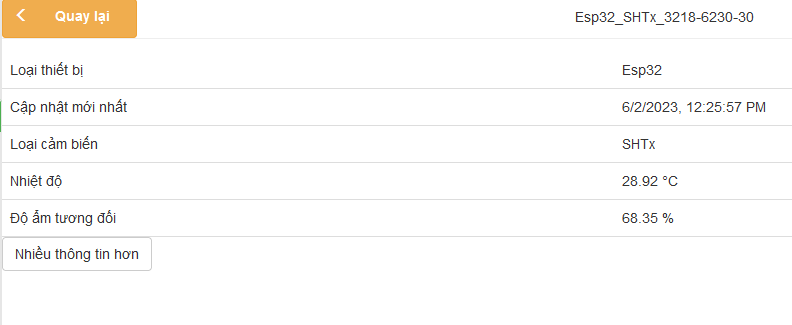 Quay lại Esp32_SHTx_3218-6230-30
Loại thiết bị Esp32
Cập nhật mới nhất 6/2/2023, 12:25:57 PM
Loại cảm biến SHTx
Nhiệt độ 28.92 °C
Độ ẩm tương đối 68.35 %
Nhiều thông tin hơn